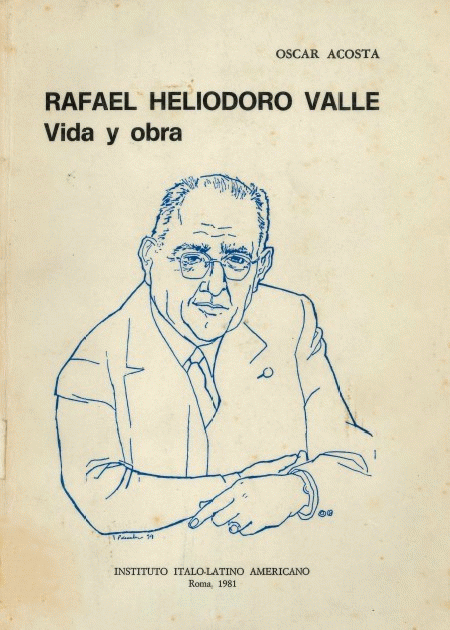 OSCAR ACOSTA
RAFAEL HELIODORO VALLE
Vida y obra
INSTITUTO ITALO-LATINO AMERICANO
Roma, 1981